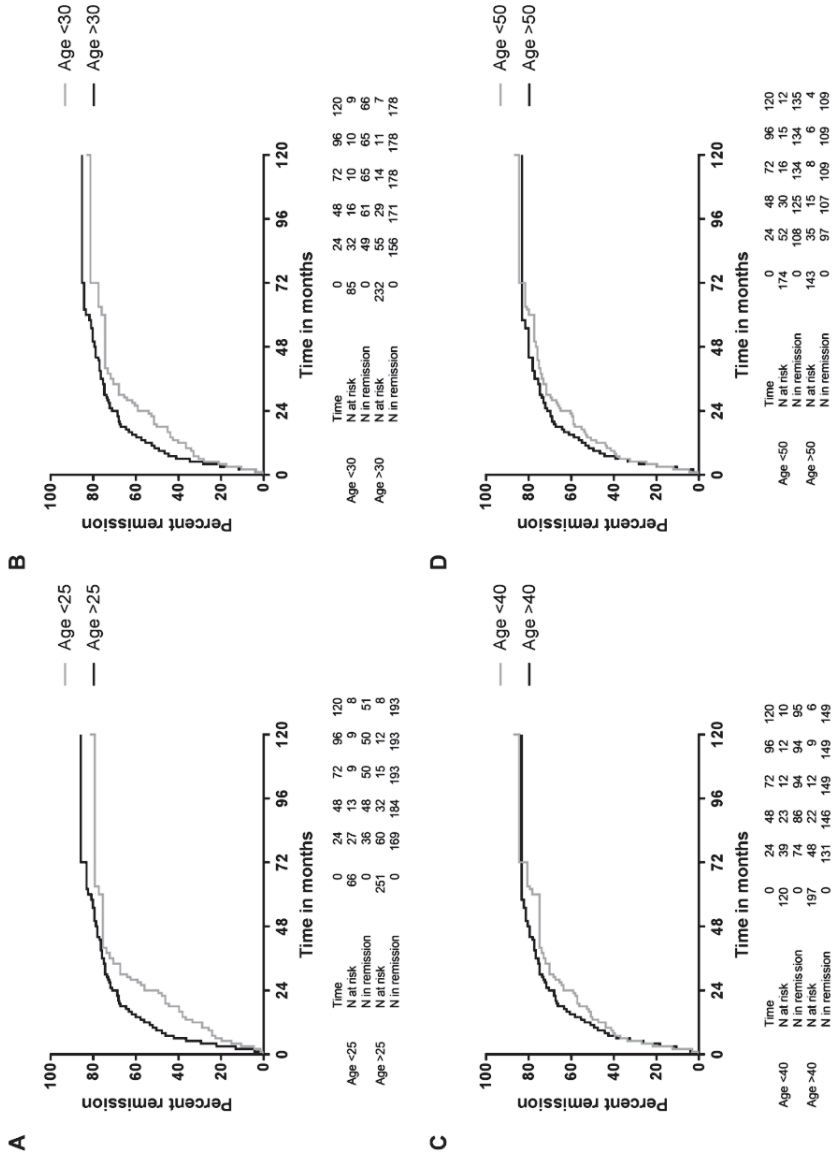 A
Percent remission
100
80
60
40
20
0
0 24 48 72 96 120
Time in months
Age <25
Age >25
Time 0 24 48 72 96 120
Age <25 N at risk 66 27 13 9 9 8
N in remission 0 36 48 50 50 51
Age >25 N at risk 251 60 32 15 12 8
N in remission 0 169 184 193 193 193
B
Percent remission
100
80
60
40
20
0
0 24 48 72 96 120
Time in months
Age <30
Age >30
Time 0 24 48 72 96 120
Age <30 N at risk 85 32 16 10 10 9
N in remission 0 49 61 65 65 66
Age >30 N at risk 232 55 29 14 11 7
N in remission 0 156 171 178 178 178
C
Percent remission
100
80
60
40
20
0
0 24 48 72 96 120
Time in months
Age <40
Age >40
Time 0 24 48 72 96 120
Age <40 N at risk 120 39 23 12 12 10
N in remission 0 74 86 94 94 95
Age >40 N at risk 197 48 22 12 9 6
N in remission 0 131 146 149 149 149
D
Percent remission
100
80
60
40
20
0
0 24 48 72 96 120
Time in months
Age <50
Age >50
Time 0 24 48 72 96 120
Age <50 N at risk 174 52 30 16 15 12
N in remission 0 108 125 134 134 135
Age >50 N at risk 143 35 15 8 6 4
N in remission 0 97 107 109 109 109